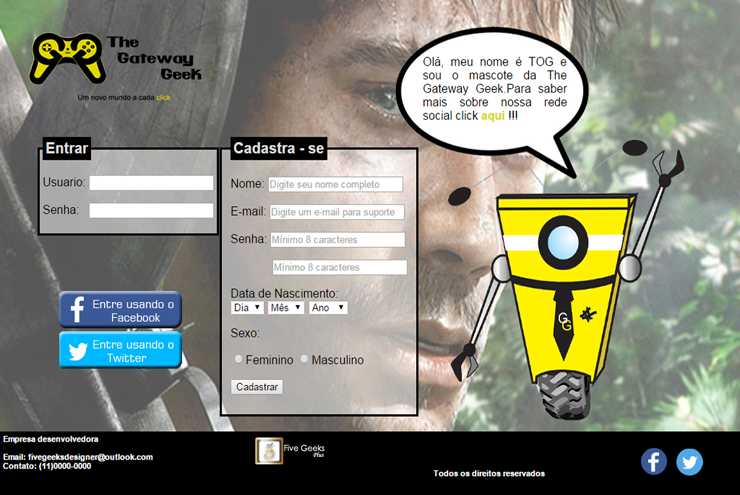 The
Gateway
Geek
Um novo mundo a cada click
Olá, meu nome é TOG e
sou o mascote da The
Gateway Geek.Para saber
mais sobre nossa rede
social click aqui !!!
Entrar
Usuario:
Senha:
Entre usando o
Facebook
Entre usando o
Twitter
Cadastra - se
Nome: Digite seu nome completo
E-mail: Digite um e-mail para suporte
Senha: Mínimo 8 caracteres
Mínimo 8 caracteres
Data de Nascimento:
Dia Mês Ano
Sexo:
Feminino Masculino
Cadastrar
GG
Empresa desenvolvedora
Email: fivegeeksdesigner@outlook.com
Contato: (11)0000-0000
Five Geeks
Plus
Todos os direitos reservados